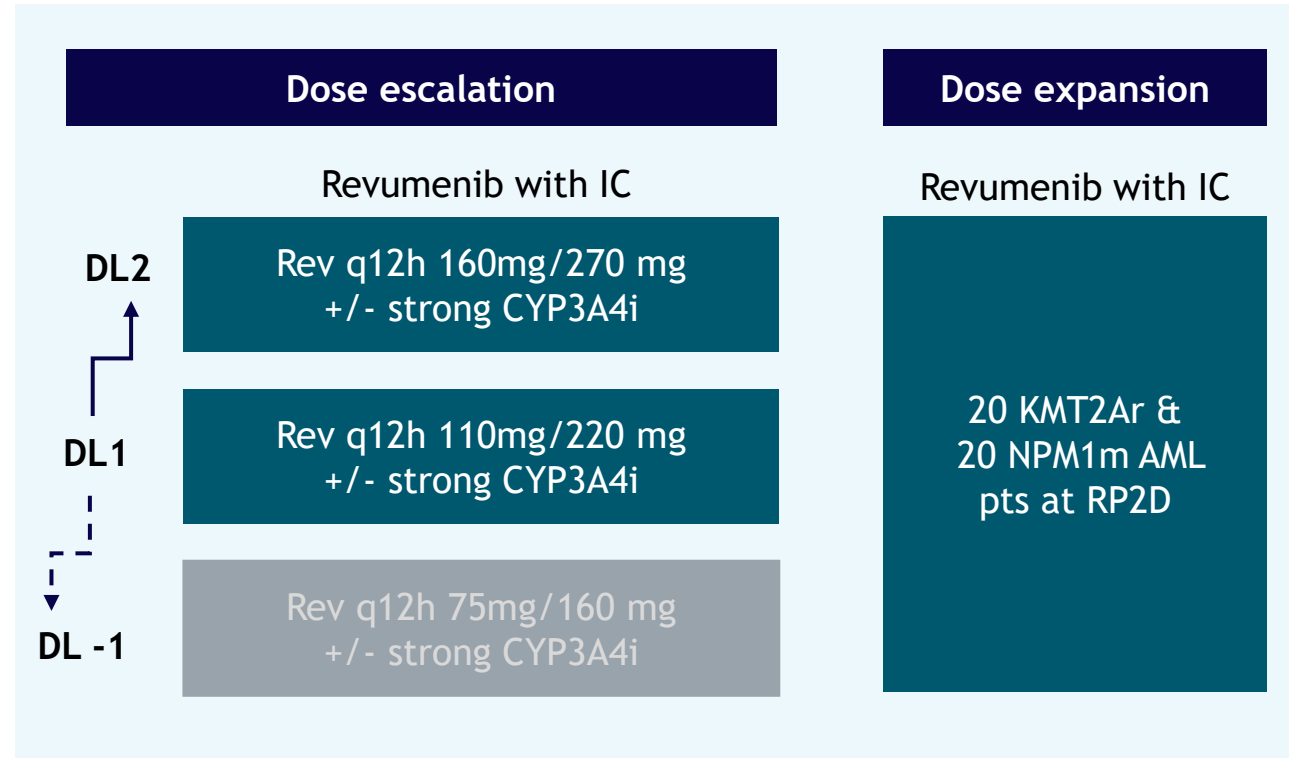 Dose escalation
Dose expansion
Revumenib with IC
Revumenib with IC
DL2
Rev q12h 160mg/270 mg
+/- strong CYP3A4i
DL1
Rev q12h 110mg/220 mg
+/- strong CYP3A4i
DL -1
Rev q12h 75mg/160 mg
+/- strong CYP3A4i
20 KMT2Ar &
20 NPM1m AML
pts at RP2D